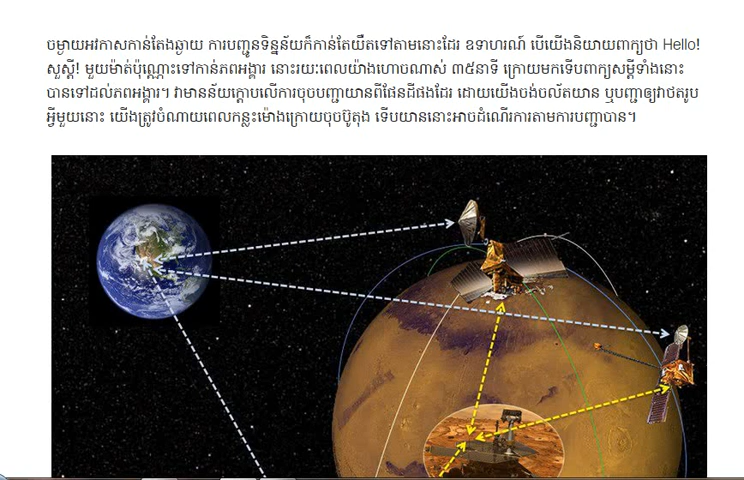 ចម្ងាយអវកាសកាន់តែងឆ្ងាយ ការបញ្ជូនទិន្នន័យក៏កាន់តែយឺតទៅតាមនោះដែរ ឧទាហរណ៍ បើយើងនិយាយពាក្យថា Hello!
សួស្តី! មួយម៉ាត់ប៉ុណ្ណោះទៅកាន់ភពអង្គារ នោះរយៈពេលយ៉ាងហោចណាស់ ៣៥នាទី ក្រោយមកទើបពាក្យសម្តីទាំងនោះ
បានទៅដល់ភពអង្គារ។ វាមានន័យក្តោបលើការចុចបញ្ជាយានពីផែនដីផងដែរ ដោយយើងចង់ចល័តយាន ឬបញ្ជាឲ្យវាថតរូប
អ្វីមួយនោះ យើងត្រូវចំណាយពេលកន្លះម៉ោងក្រោយចុចប៊ូតុង ទើបយាននោះអាចដំណើរការតាមការបញ្ជាបាន។